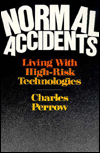 NORMAL
ACCIDENTS
Living With
High-Risk
Technologies
Charles
Perrow